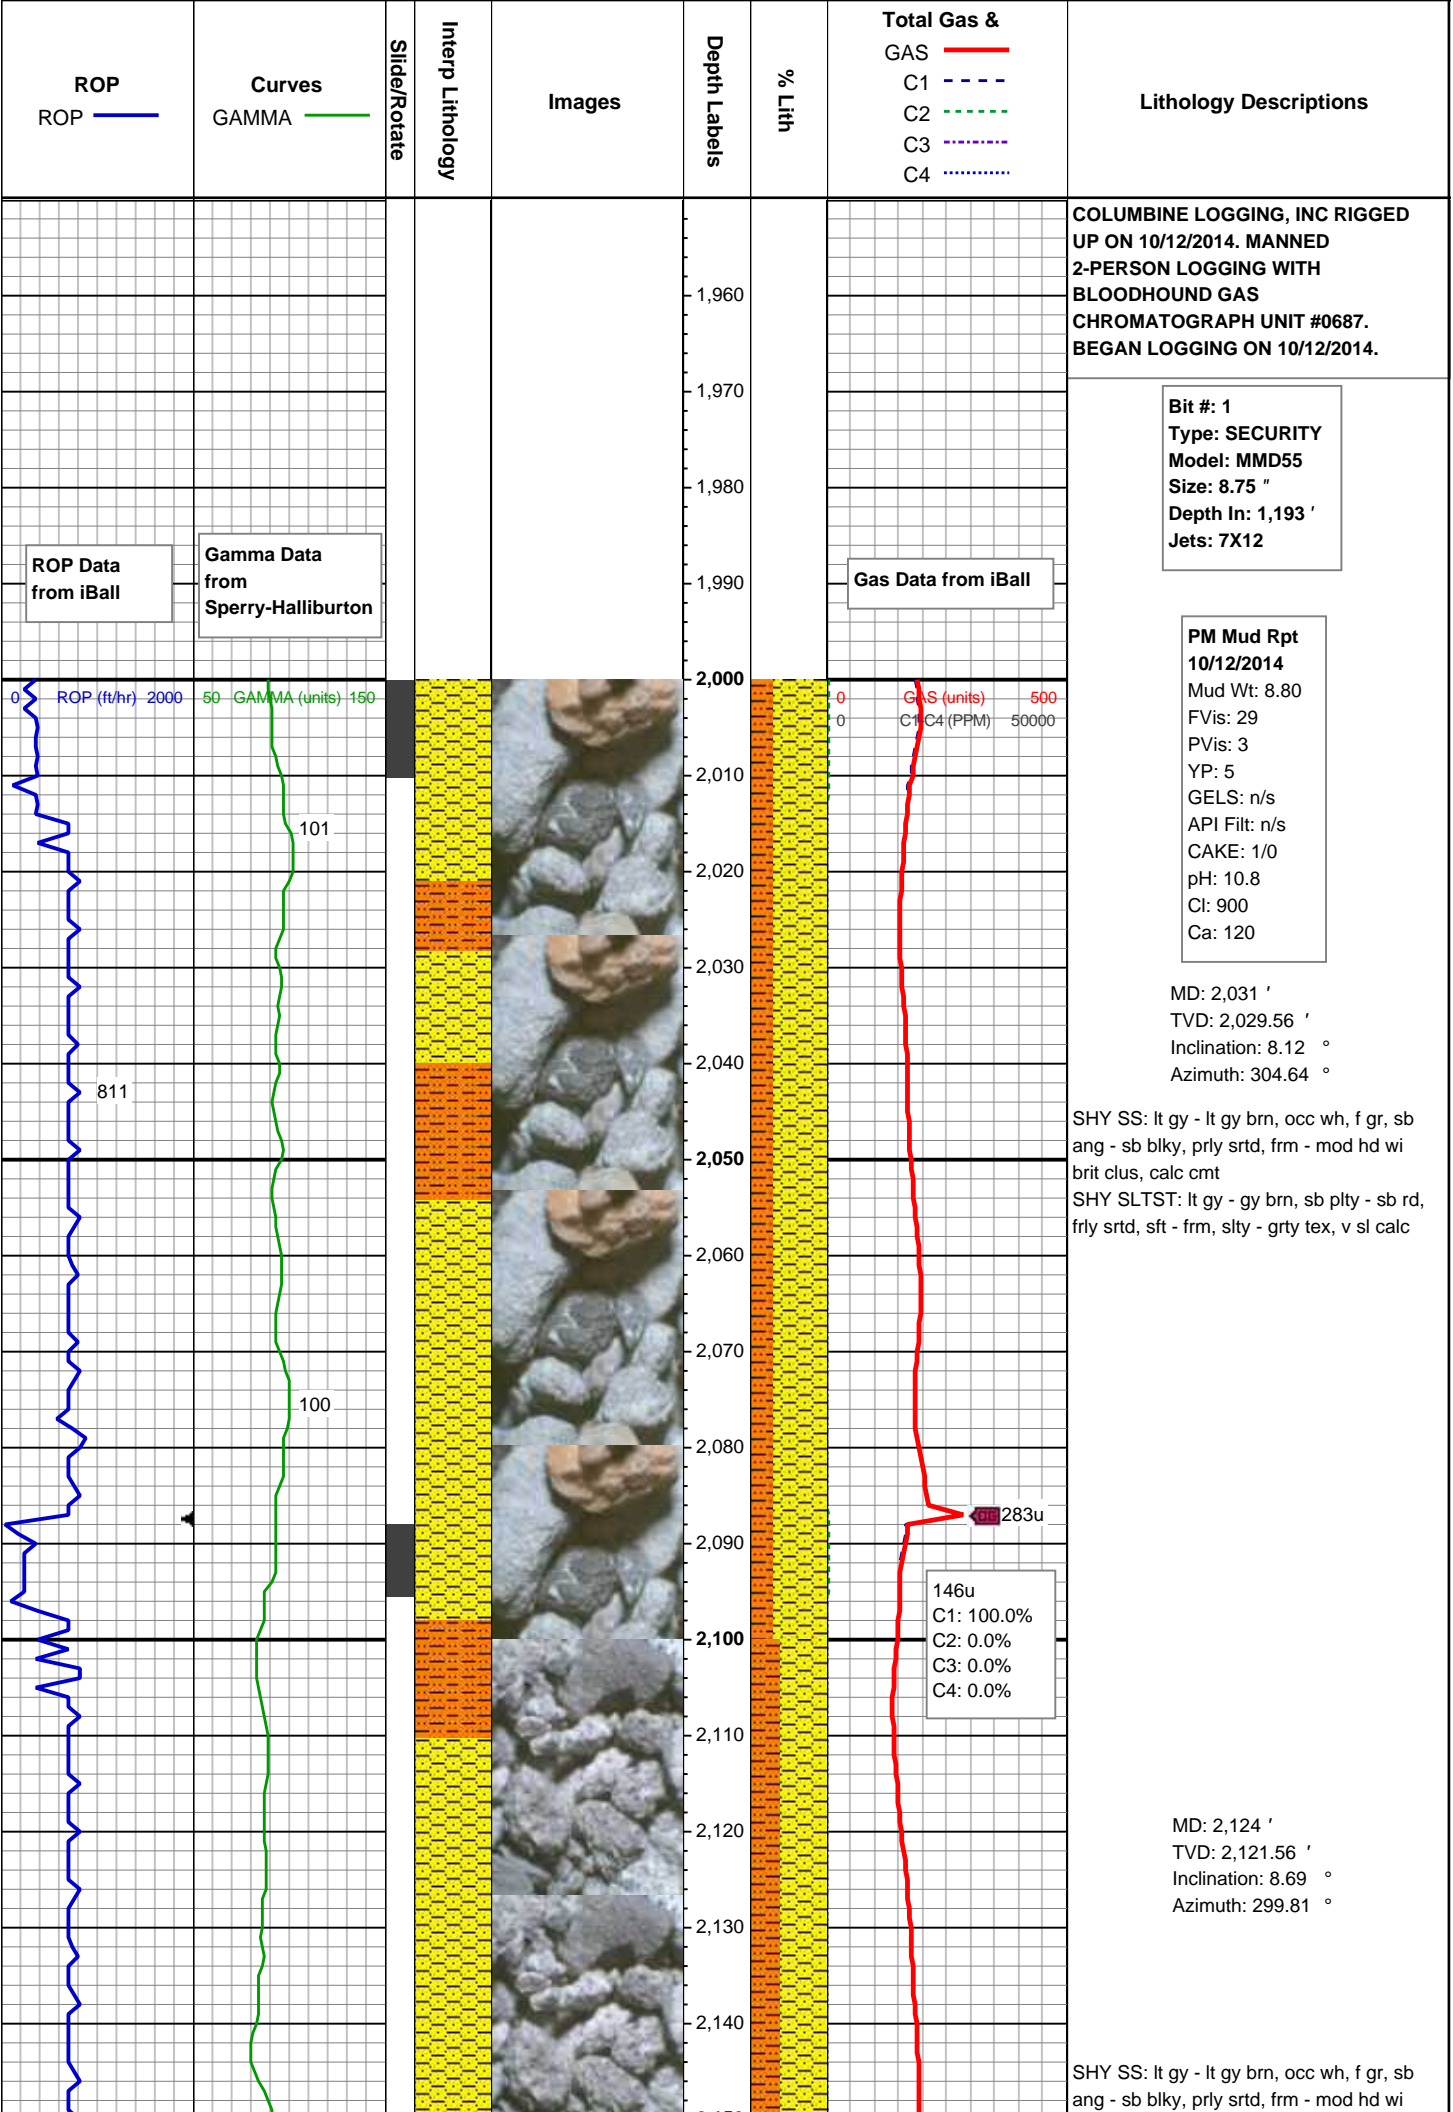 ROP
ROP
Curves
GAMMA
Slide/Rotate
Interp Lithology
Images
Depth Labels
% Lith
Total Gas &
GAS
C1
C2
C3
C4
Lithology Descriptions
COLUMBINE LOGGING, INC RIGGED
UP ON 10/12/2014. MANNED
2-PERSON LOGGING WITH
BLOODHOUND GAS
CHROMATOGRAPH UNIT #0687.
BEGAN LOGGING ON 10/12/2014.
1,960
1,970
Bit #: 1
Type: SECURITY
Model: MMD55
Size: 8.75 "
Depth In: 1,193 '
Jets: 7X12
1,980
ROP Data
from iBall
Gamma Data
from
Sperry-Halliburton
1,990
Gas Data from iBall
PM Mud Rpt
10/12/2014
Mud Wt: 8.80
FVis: 29
PVis: 3
YP: 5
GELS: n/s
API Filt: n/s
CAKE: 1/0
pH: 10.8
Cl: 900
Ca: 120
2,000
0 ROP (ft/hr) 2000
50 GAMMA (units) 150
0 GAS (units) 500
0 C1-C4 (PPM) 50000
2,010
101
2,020
2,030
MD: 2,031 '
TVD: 2,029.56 '
Inclination: 8.12 °
Azimuth: 304.64 °
2,040
811
SHY SS: lt gy - lt gy brn, occ wh, f gr, sb
ang - sb blky, prly srtd, frm - mod hd wi
brit clus, calc cmt
SHY SLTST: lt gy - gy brn, sb plty - sb rd,
frly srtd, sft - frm, slty - grty tex, v sl calc
2,050
2,060
2,070
100
2,080
DG 283u
2,090
146u
C1: 100.0%
C2: 0.0%
C3: 0.0%
C4: 0.0%
2,100
2,110
2,120
MD: 2,124 '
TVD: 2,121.56 '
Inclination: 8.69 °
Azimuth: 299.81 °
2,130
2,140
SHY SS: lt gy - lt gy brn, occ wh, f gr, sb
ang - sb blky, prly srtd, frm - mod hd wi